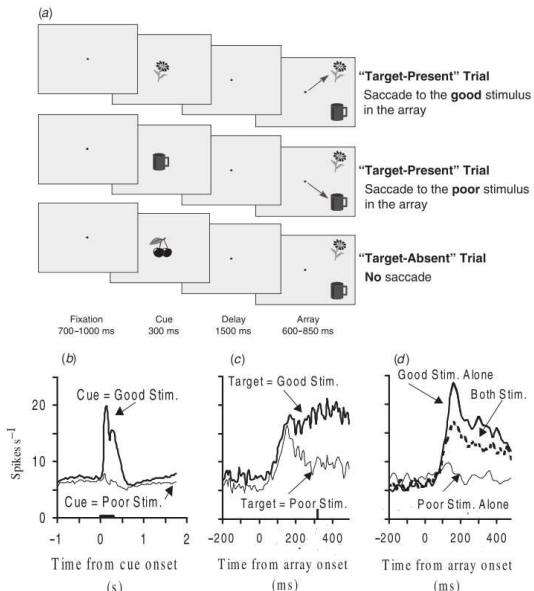 (a)
"Target-Present" Trial
Saccade to the good stimulus
in the array
"Target-Present" Trial
Saccade to the poor stimulus
in the array
"Target-Absent" Trial
No saccade
Fixation
700–1000 ms
Cue
300 ms
Delay
1500 ms
Array
600–850 ms
(b)
Spikes s⁻¹
20
15
10
5
0
Cue = Good Stim.
Cue = Poor Stim.
-1 0 1 2
Time from cue onset
(s)
(c)
Target = Good Stim.
Target = Poor Stim.
-200 0 200 400
Time from array onset
(ms)
(d)
Good Stim. Alone
Both Stim.
Poor Stim. Alone
-200 0 200 400
Time from array onset
(ms)